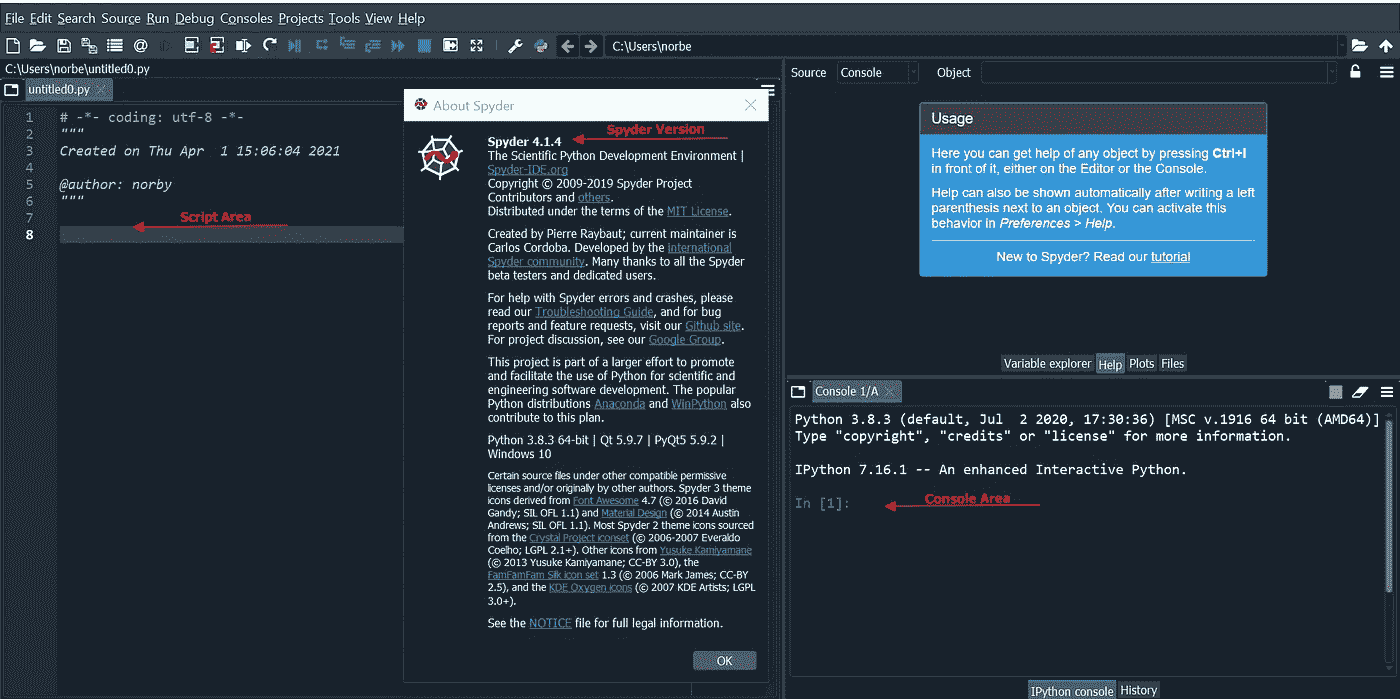 File Edit Search Source Run Debug Consoles Projects Tools View Help
C:\Users\norbe
C:\Users\norbe\untitled0.py
untitled0.py
1 # -*- coding: utf-8 -*-
2 """
3 Created on Thu Apr  1 15:06:04 2021
4
5 @author: norby
6 """
7
8
Script Area
About Spyder
Spyder 4.1.4
Spyder Version
The Scientific Python Development Environment |
Spyder-IDE.org
Copyright © 2009-2019 Spyder Project
Contributors and others.
Distributed under the terms of the MIT License.
Created by Pierre Raybaut; current maintainer is
Carlos Cordoba. Developed by the international
Spyder community. Many thanks to all the Spyder
beta testers and dedicated users.
For help with Spyder errors and crashes, please
read our Troubleshooting Guide, and for bug
reports and feature requests, visit our Github site.
For project discussion, see our Google Group.
This project is part of a larger effort to promote
and facilitate the use of Python for scientific and
engineering software development. The popular
Python distributions Anaconda and WinPython also
contribute to this plan.
Python 3.8.3 64-bit | Qt 5.9.7 | PyQt5 5.9.2 |
Windows 10
Certain source files under other compatible permissive
licenses and/or originally by other authors. Spyder 3 theme
icons derived from Font Awesome 4.7 (© 2016 David
Gandy; SIL OFL 1.1) and Material Design (© 2014 Austin
Andrews; SIL OFL 1.1). Most Spyder 2 theme icons sourced
from the Crystal Project iconset (© 2006-2007 Everaldo
Coelho; LGPL 2.1+). Other icons from Yusuke Kamiyamane
(© 2013 Yusuke Kamiyamane; CC-BY 3.0), the
FamFamFam Silk icon set 1.3 (© 2006 Mark James; CC-BY
2.5), and the KDE Oxygen icons (© 2007 KDE Artists; LGPL
3.0+).
See the NOTICE file for full legal information.
OK
Source Console Object
Usage
Here you can get help of any object by pressing Ctrl+I
in front of it, either on the Editor or the Console.
Help can also be shown automatically after writing a left
parenthesis next to an object. You can activate this
behavior in Preferences > Help.
New to Spyder? Read our tutorial
Variable explorer Help Plots Files
Console 1/A
Python 3.8.3 (default, Jul  2 2020, 17:30:36) [MSC v.1916 64 bit (AMD64)]
Type "copyright", "credits" or "license" for more information.
IPython 7.16.1 -- An enhanced Interactive Python.
In [1]:
Console Area
IPython console History